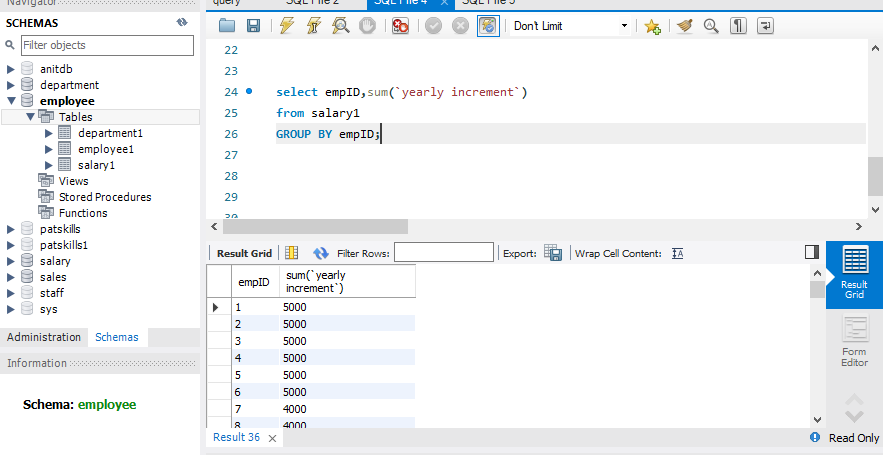 Navigator
query
SQL File 2
SQL File 4
SQL File 5
SCHEMAS
Filter objects
anitdb
department
employee
Tables
department1
employee1
salary1
Views
Stored Procedures
Functions
patskills
patskills1
salary
sales
staff
sys
Administration Schemas
Information
Schema: employee
Don't Limit
22
23
24 select empID,sum(`yearly increment`)
25 from salary1
26 GROUP BY empID;
27
28
29
30
Result Grid Filter Rows: Export: Wrap Cell Content:
empID sum(`yearly
increment`)
1 5000
2 5000
3 5000
4 5000
5 5000
6 5000
7 4000
8 4000
Result
Grid
Form
Editor
Result 36
Read Only